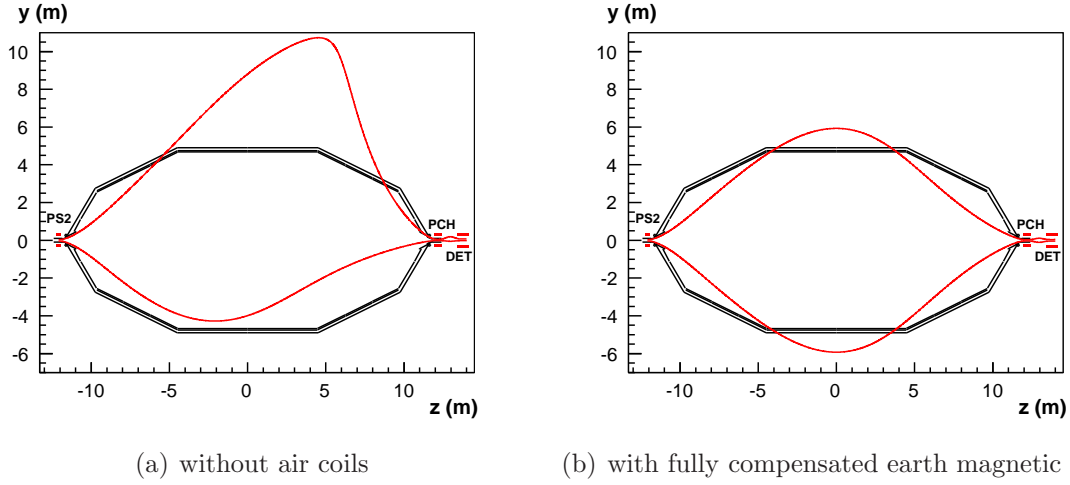 y (m)
10
8
6
4
2
0
-2
-4
-6
PS2
PCH
DET
-10 -5 0 5 10
z (m)
(a) without air coils
y (m)
10
8
6
4
2
0
-2
-4
-6
PS2
PCH
DET
-10 -5 0 5 10
z (m)
(b) with fully compensated earth magnetic